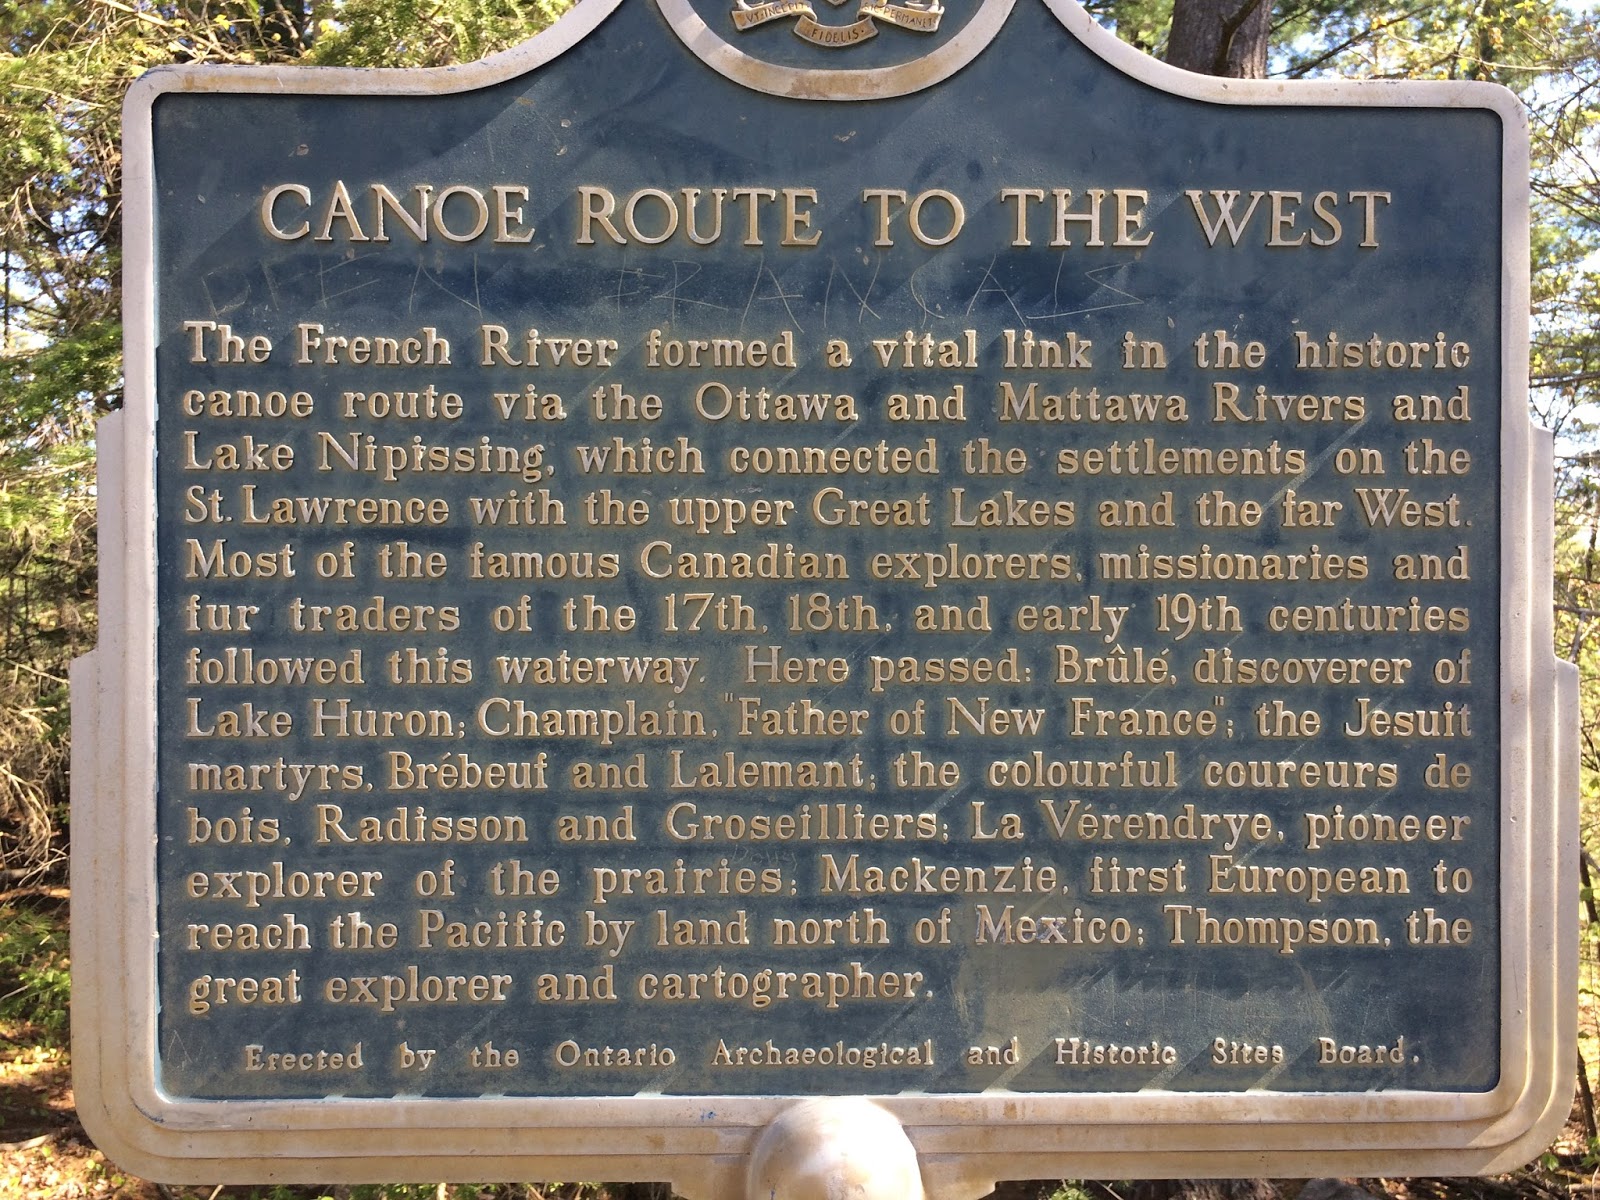 UT INCEPIT SIC PERMANET
FIDELIS
CANOE ROUTE TO THE WEST
FRANCAIS
The French River formed a vital link in the historic
canoe route via the Ottawa and Mattawa Rivers and
Lake Nipissing, which connected the settlements on the
St. Lawrence with the upper Great Lakes and the far West.
Most of the famous Canadian explorers, missionaries and
fur traders of the 17th, 18th, and early 19th centuries
followed this waterway. Here passed: Brûlé, discoverer of
Lake Huron; Champlain, "Father of New France"; the Jesuit
martyrs, Brébeuf and Lalemant; the colourful coureurs de
bois, Radisson and Groseilliers; La Vérendrye, pioneer
explorer of the prairies; Mackenzie, first European to
reach the Pacific by land north of Mexico; Thompson, the
great explorer and cartographer.
Erected by the Ontario Archaeological and Historic Sites Board.